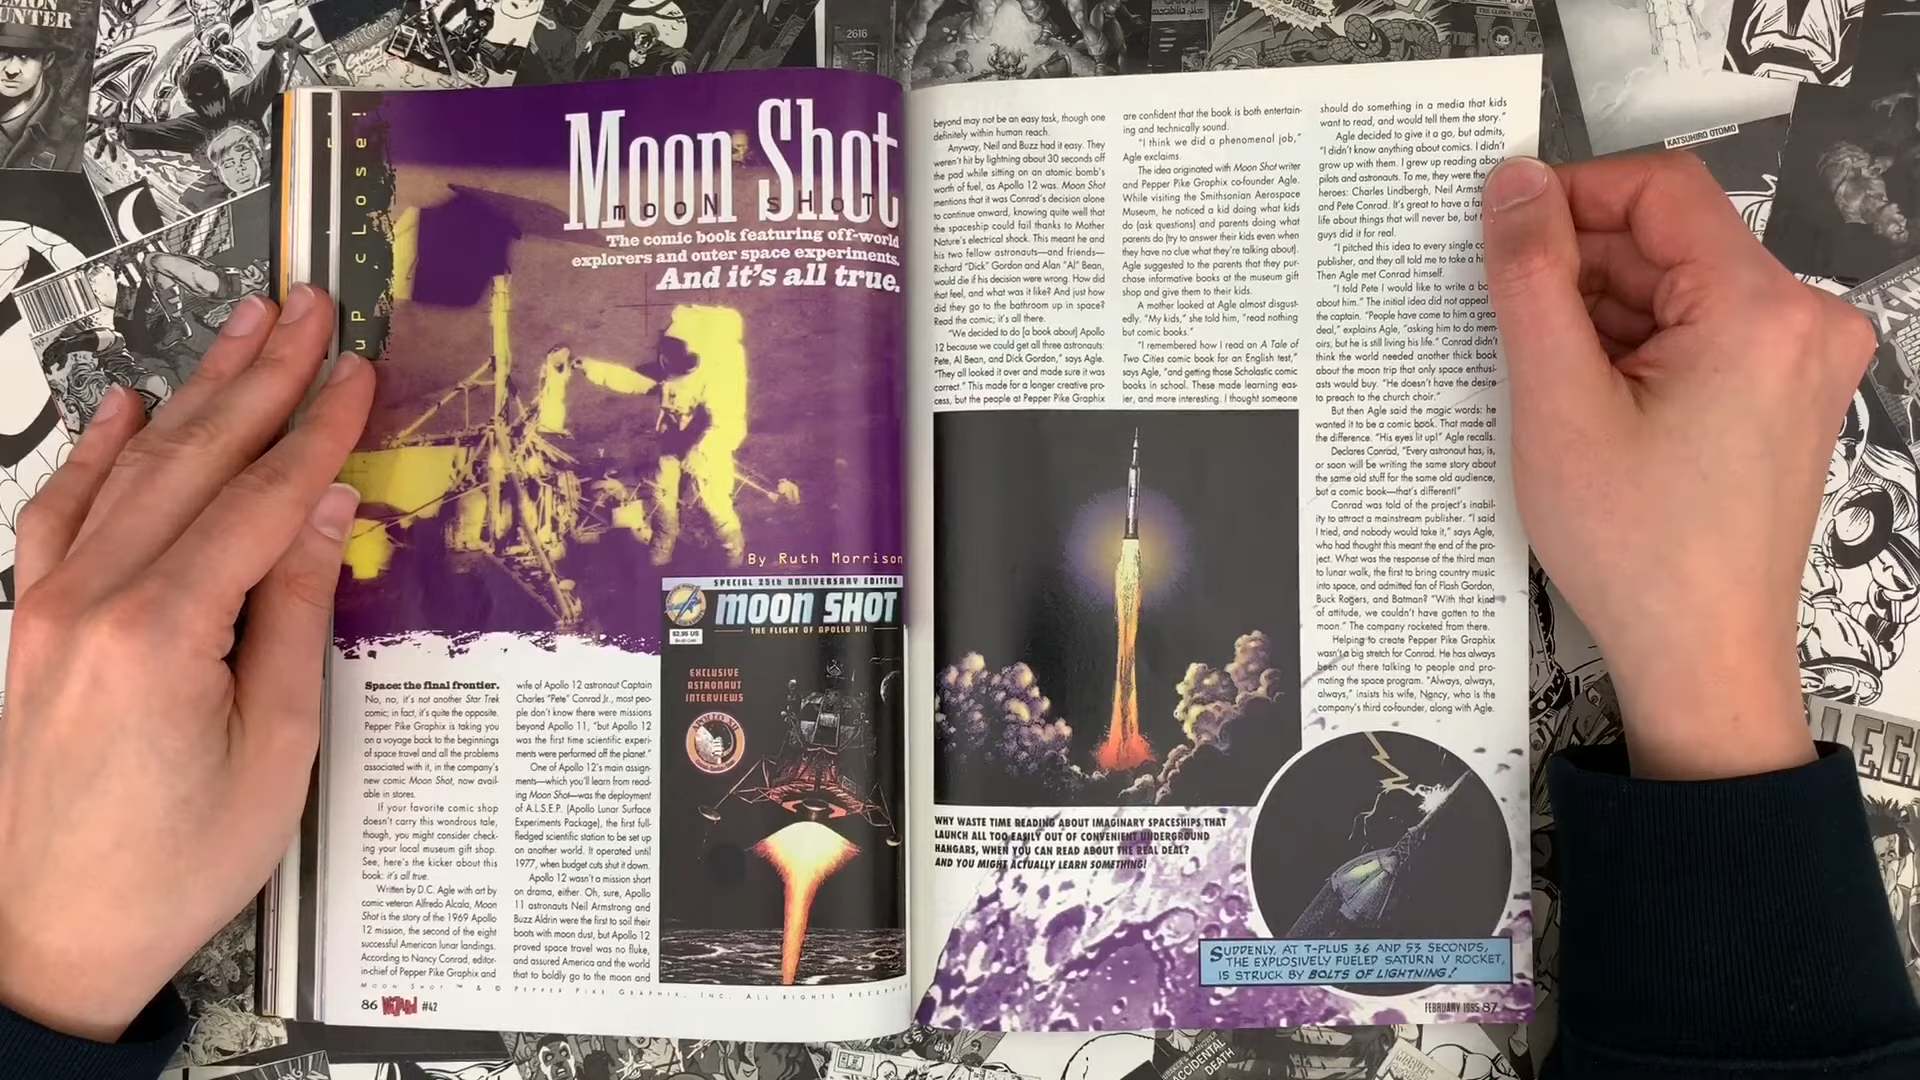 up close!
Moon Shot
MOON SHOT
The comic book featuring off-world
explorers and outer space experiments.
And it's all true.
By Ruth Morrison
SPECIAL 25th ANNIVERSARY EDITION
MOON SHOT
THE FLIGHT OF APOLLO XII
$2.95 US
EXCLUSIVE
ASTRONAUT
INTERVIEWS
APOLLO XII
Space: the final frontier.
No, no, it's not another Star Trek
comic; in fact, it's quite the opposite.
Pepper Pike Graphix is taking you
on a voyage back to the beginnings
of space travel and all the problems
associated with it, in the company's
new comic Moon Shot, now avail-
able in stores.
If your favorite comic shop
doesn't carry this wondrous tale,
though, you might consider check-
ing your local museum gift shop.
See, here's the kicker about this
book: it's all true.
Written by D.C. Agle with art by
comic veteran Alfredo Alcala, Moon
Shot is the story of the 1969 Apollo
12 mission, the second of the eight
successful American lunar landings.
According to Nancy Conrad, editor-
in-chief of Pepper Pike Graphix and
wife of Apollo 12 astronaut Captain
Charles "Pete" Conrad Jr., most peo-
ple don't know there were missions
beyond Apollo 11, "but Apollo 12
was the first time scientific experi-
ments were performed off the planet."
One of Apollo 12's main assign-
ments—which you'll learn from read-
ing Moon Shot—was the deployment
of A.L.S.E.P. (Apollo Lunar Surface
Experiments Package), the first full-
fledged scientific station to be set up
on another world. It operated until
1977, when budget cuts shut it down.
Apollo 12 wasn't a mission short
on drama, either. Oh, sure, Apollo
11 astronauts Neil Armstrong and
Buzz Aldrin were the first to soil their
boots with moon dust, but Apollo 12
proved space travel was no fluke,
and assured America and the world
that to boldly go to the moon and
MOON SHOT ™ & © PEPPER PIKE GRAPHIX, INC. ALL RIGHTS RESERVED
86 WIZARD #42
beyond may not be an easy task, though one
definitely within human reach.
Anyway, Neil and Buzz had it easy. They
weren't hit by lightning about 30 seconds off
the pad while sitting on an atomic bomb's
worth of fuel, as Apollo 12 was. Moon Shot
mentions that it was Conrad's decision alone
to continue onward, knowing quite well that
the spaceship could fail thanks to Mother
Nature's electrical shock. This meant he and
his two fellow astronauts—and friends—
Richard "Dick" Gordon and Alan "Al" Bean,
would die if his decision were wrong. How did
that feel, and what was it like? And just how
did they go to the bathroom up in space?
Read the comic; it's all there.
"We decided to do [a book about] Apollo
12 because we could get all three astronauts:
Pete, Al Bean, and Dick Gordon," says Agle.
"They all looked it over and made sure it was
correct." This made for a longer creative pro-
cess, but the people at Pepper Pike Graphix
are confident that the book is both entertain-
ing and technically sound.
"I think we did a phenomenal job,"
Agle exclaims.
The idea originated with Moon Shot writer
and Pepper Pike Graphix co-founder Agle.
While visiting the Smithsonian Aerospace
Museum, he noticed a kid doing what kids
do (ask questions) and parents doing what
parents do (try to answer their kids even when
they have no clue what they're talking about).
Agle suggested to the parents that they pur-
chase informative books at the museum gift
shop and give them to their kids.
A mother looked at Agle almost disgust-
edly. "My kids," she told him, "read nothing
but comic books."
"I remembered how I read an A Tale of
Two Cities comic book for an English test,"
says Agle, "and getting those Scholastic comic
books in school. These made learning eas-
ier, and more interesting. I thought someone
should do something in a media that kids
want to read, and would tell them the story."
Agle decided to give it a go, but admits,
"I didn't know anything about comics. I didn't
grow up with them. I grew up reading about
pilots and astronauts. To me, they were the
heroes: Charles Lindbergh, Neil Armst
and Pete Conrad. It's great to have a
life about things that will never be, but
guys did it for real.
"I pitched this idea to every single
publisher, and they all told me to take a
Then Agle met Conrad himself.
"I told Pete I would like to write a
about him." The initial idea did not appeal
the captain. "People have come to him a
deal," explains Agle, "asking him to do mem-
oirs, but he is still living his life." Conrad didn't
think the world needed another thick book
about the moon trip that only space enthusi-
asts would buy. "He doesn't have the desire
to preach to the church choir."
But then Agle said the magic words: he
wanted it to be a comic book. That made all
the difference. "His eyes lit up!" Agle recalls.
Declares Conrad, "Every astronaut has, is,
or soon will be writing the same story about
the same old stuff for the same old audience,
but a comic book—that's different!"
Conrad was told of the project's inabil-
ity to attract a mainstream publisher. "I said
I tried, and nobody would take it," says Agle,
who had thought this meant the end of the pro-
ject. What was the response of the third man
to lunar walk, the first to bring country music
into space, and admitted fan of Flash Gordon,
Buck Rogers, and Batman? "With that kind
of attitude, we couldn't have gotten to the
moon." The company rocketed from there.
Helping to create Pepper Pike Graphix
wasn't a big stretch for Conrad. He has always
been out there talking to people and pro-
moting the space program. "Always, always,
always," insists his wife, Nancy, who is the
company's third co-founder, along with Agle.
WHY WASTE TIME READING ABOUT IMAGINARY SPACESHIPS THAT
LAUNCH ALL TOO EASILY OUT OF CONVENIENT UNDERGROUND
HANGARS, WHEN YOU CAN READ ABOUT THE REAL DEAL?
AND YOU MIGHT ACTUALLY LEARN SOMETHING!
SUDDENLY, AT T-PLUS 36 AND 53 SECONDS,
THE EXPLOSIVELY FUELED SATURN V ROCKET,
IS STRUCK BY BOLTS OF LIGHTNING!
FEBRUARY 1995 87
2616
KATSUHIRO OTOMO
ACCIDENTAL
DEATH